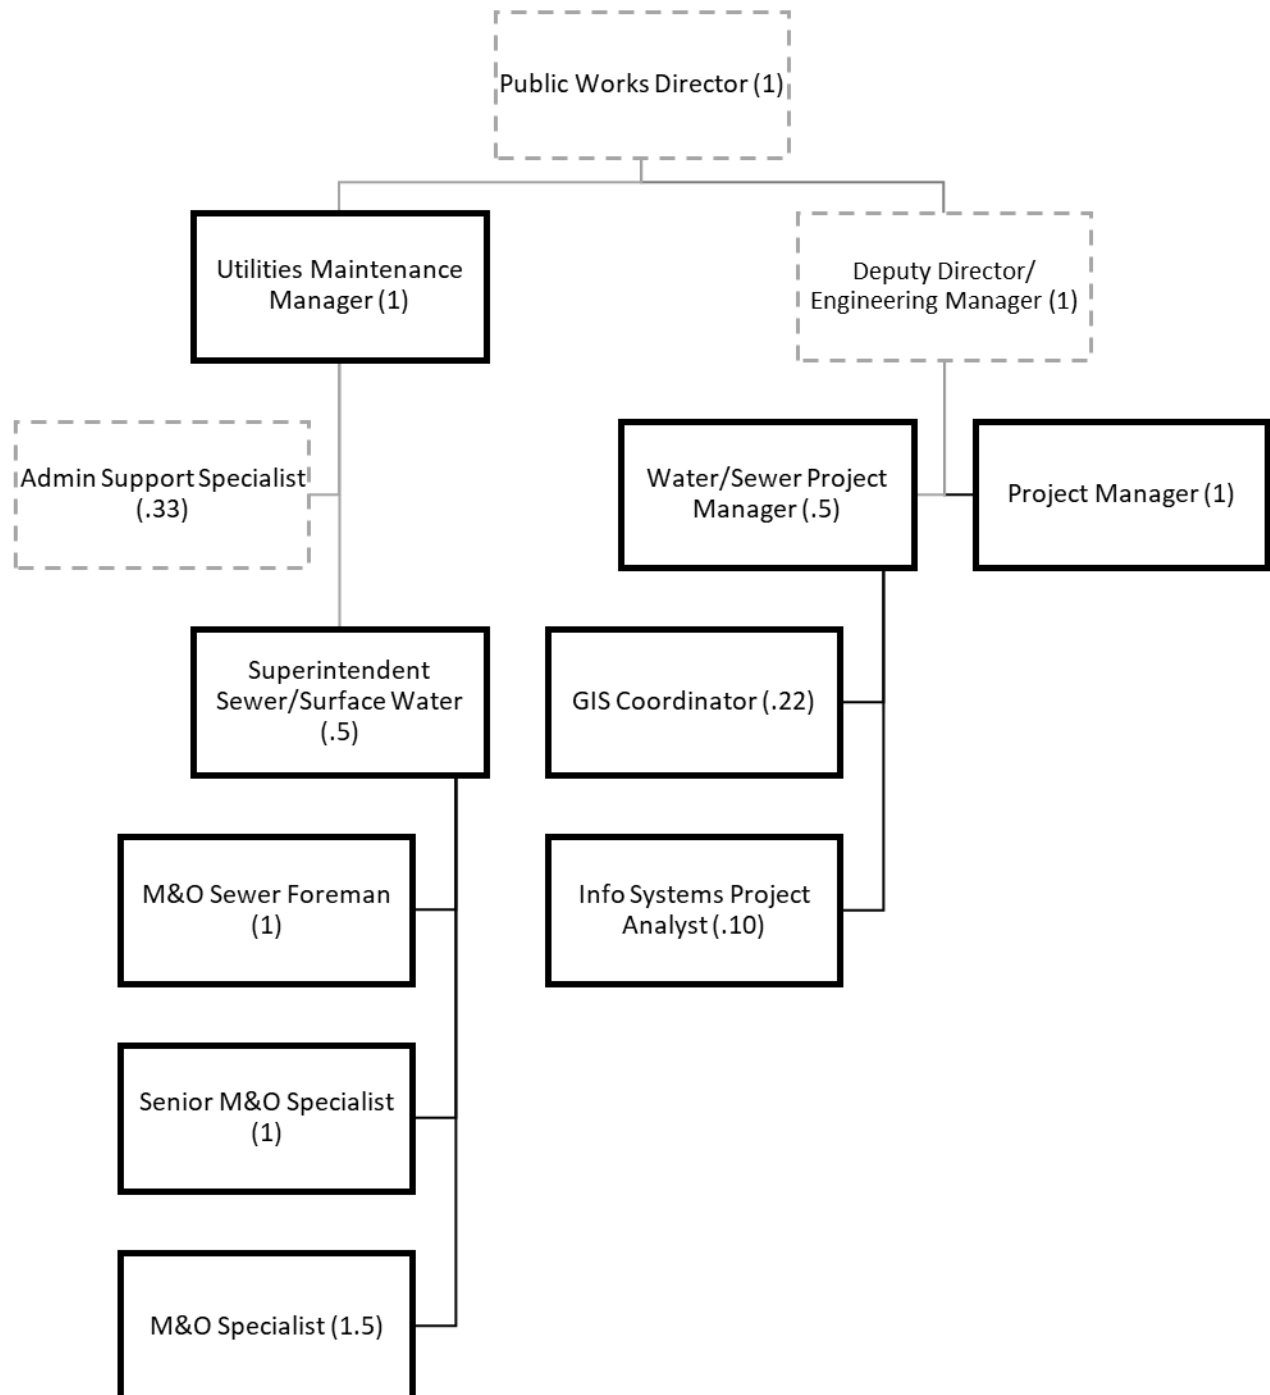 Public Works Director (1)
Utilities Maintenance
Manager (1)
Deputy Director/
Engineering Manager (1)
Admin Support Specialist
(.33)
Water/Sewer Project
Manager (.5)
Project Manager (1)
Superintendent
Sewer/Surface Water
(.5)
GIS Coordinator (.22)
M&O Sewer Foreman
(1)
Info Systems Project
Analyst (.10)
Senior M&O Specialist
(1)
M&O Specialist (1.5)